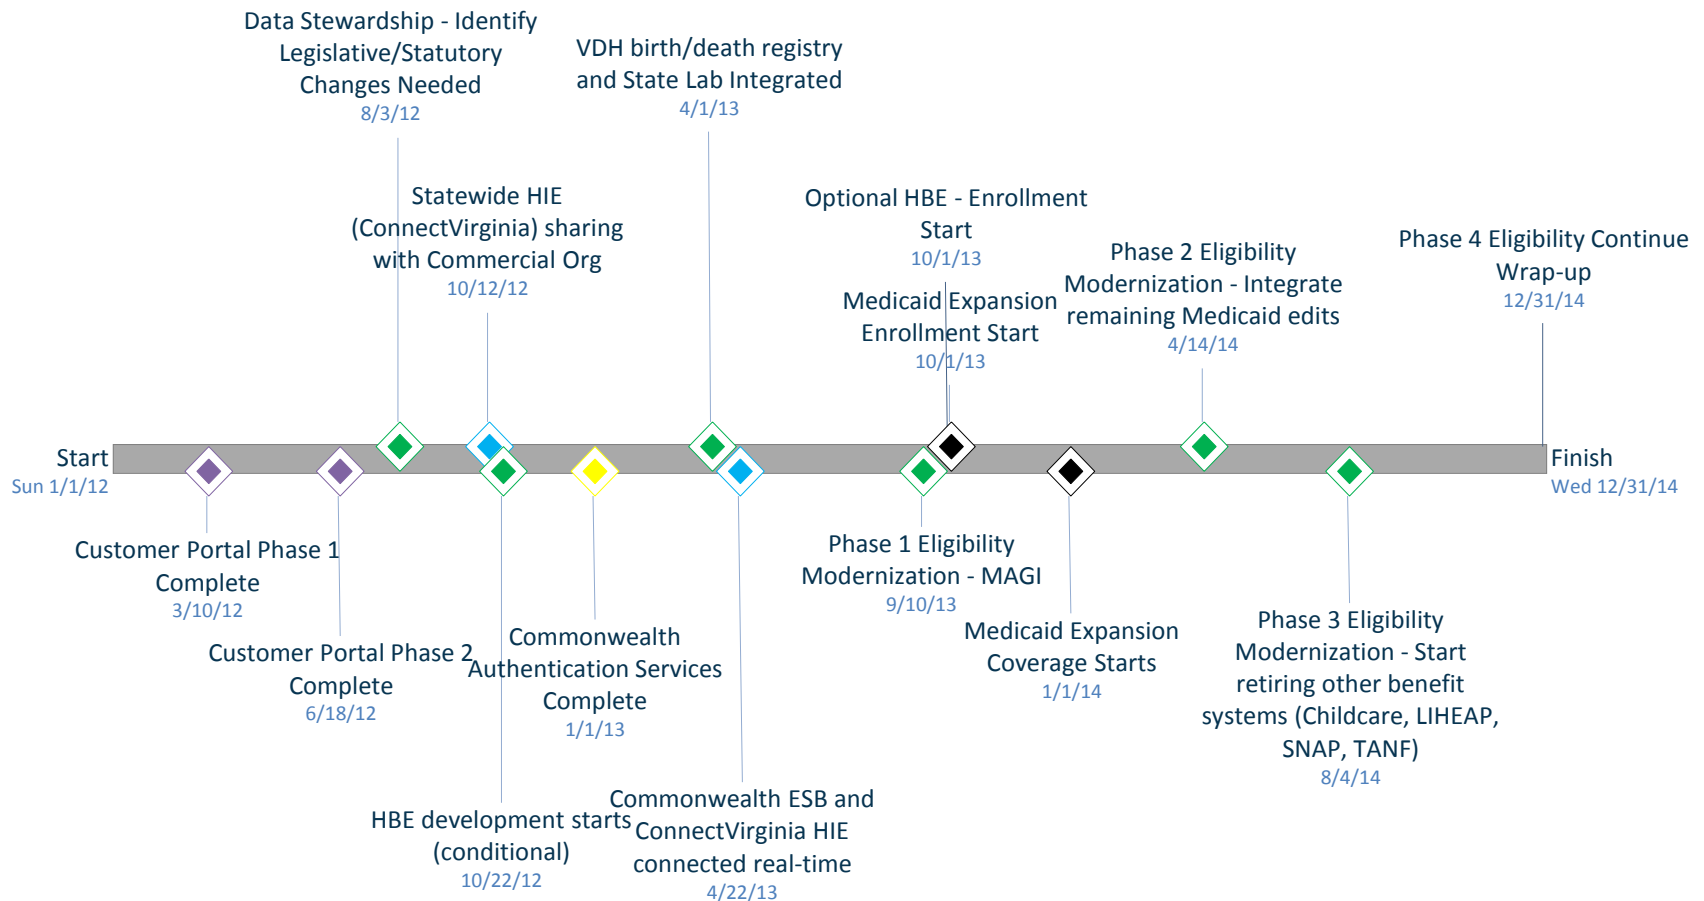 Data Stewardship - Identify
Legislative/Statutory
Changes Needed
8/3/12
VDH birth/death registry
and State Lab Integrated
4/1/13
Statewide HIE
(ConnectVirginia) sharing
with Commercial Org
10/12/12
Optional HBE - Enrollment
Start
10/1/13
Medicaid Expansion
Enrollment Start
10/1/13
Phase 2 Eligibility
Modernization - Integrate
remaining Medicaid edits
4/14/14
Phase 4 Eligibility Continue
Wrap-up
12/31/14
Start
Sun 1/1/12
Finish
Wed 12/31/14
Customer Portal Phase 1
Complete
3/10/12
Customer Portal Phase 2
Complete
6/18/12
HBE development starts
(conditional)
10/22/12
Commonwealth
Authentication Services
Complete
1/1/13
Commonwealth ESB and
ConnectVirginia HIE
connected real-time
4/22/13
Phase 1 Eligibility
Modernization - MAGI
9/10/13
Medicaid Expansion
Coverage Starts
1/1/14
Phase 3 Eligibility
Modernization - Start
retiring other benefit
systems (Childcare, LIHEAP,
SNAP, TANF)
8/4/14